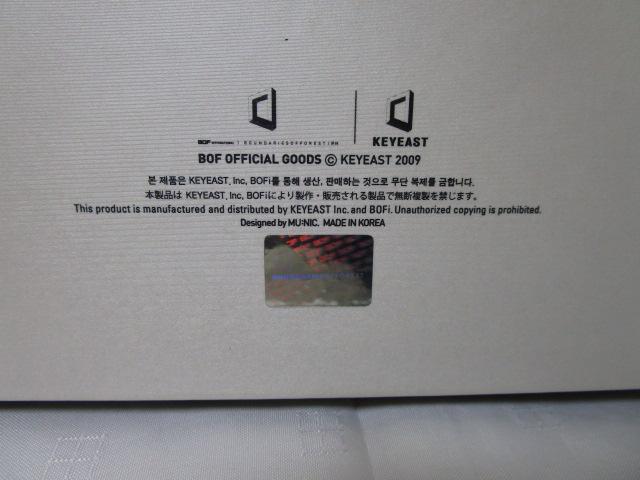 BOF INTERNATIONAL | BOUNDARIESOFFOREST
KEYEAST
BOF OFFICIAL GOODS © KEYEAST 2009
본 제품은 KEYEAST, Inc, BOFi를 통해 생산, 판매하는 것으로 무단 복제를 금합니다.
本製品は KEYEAST, Inc, BOFiにより製作・販売される製品で無断複製を禁じます。
This product is manufactured and distributed by KEYEAST Inc. and BOFi. Unauthorized copying is prohibited.
Designed by MU:NIC. MADE IN KOREA